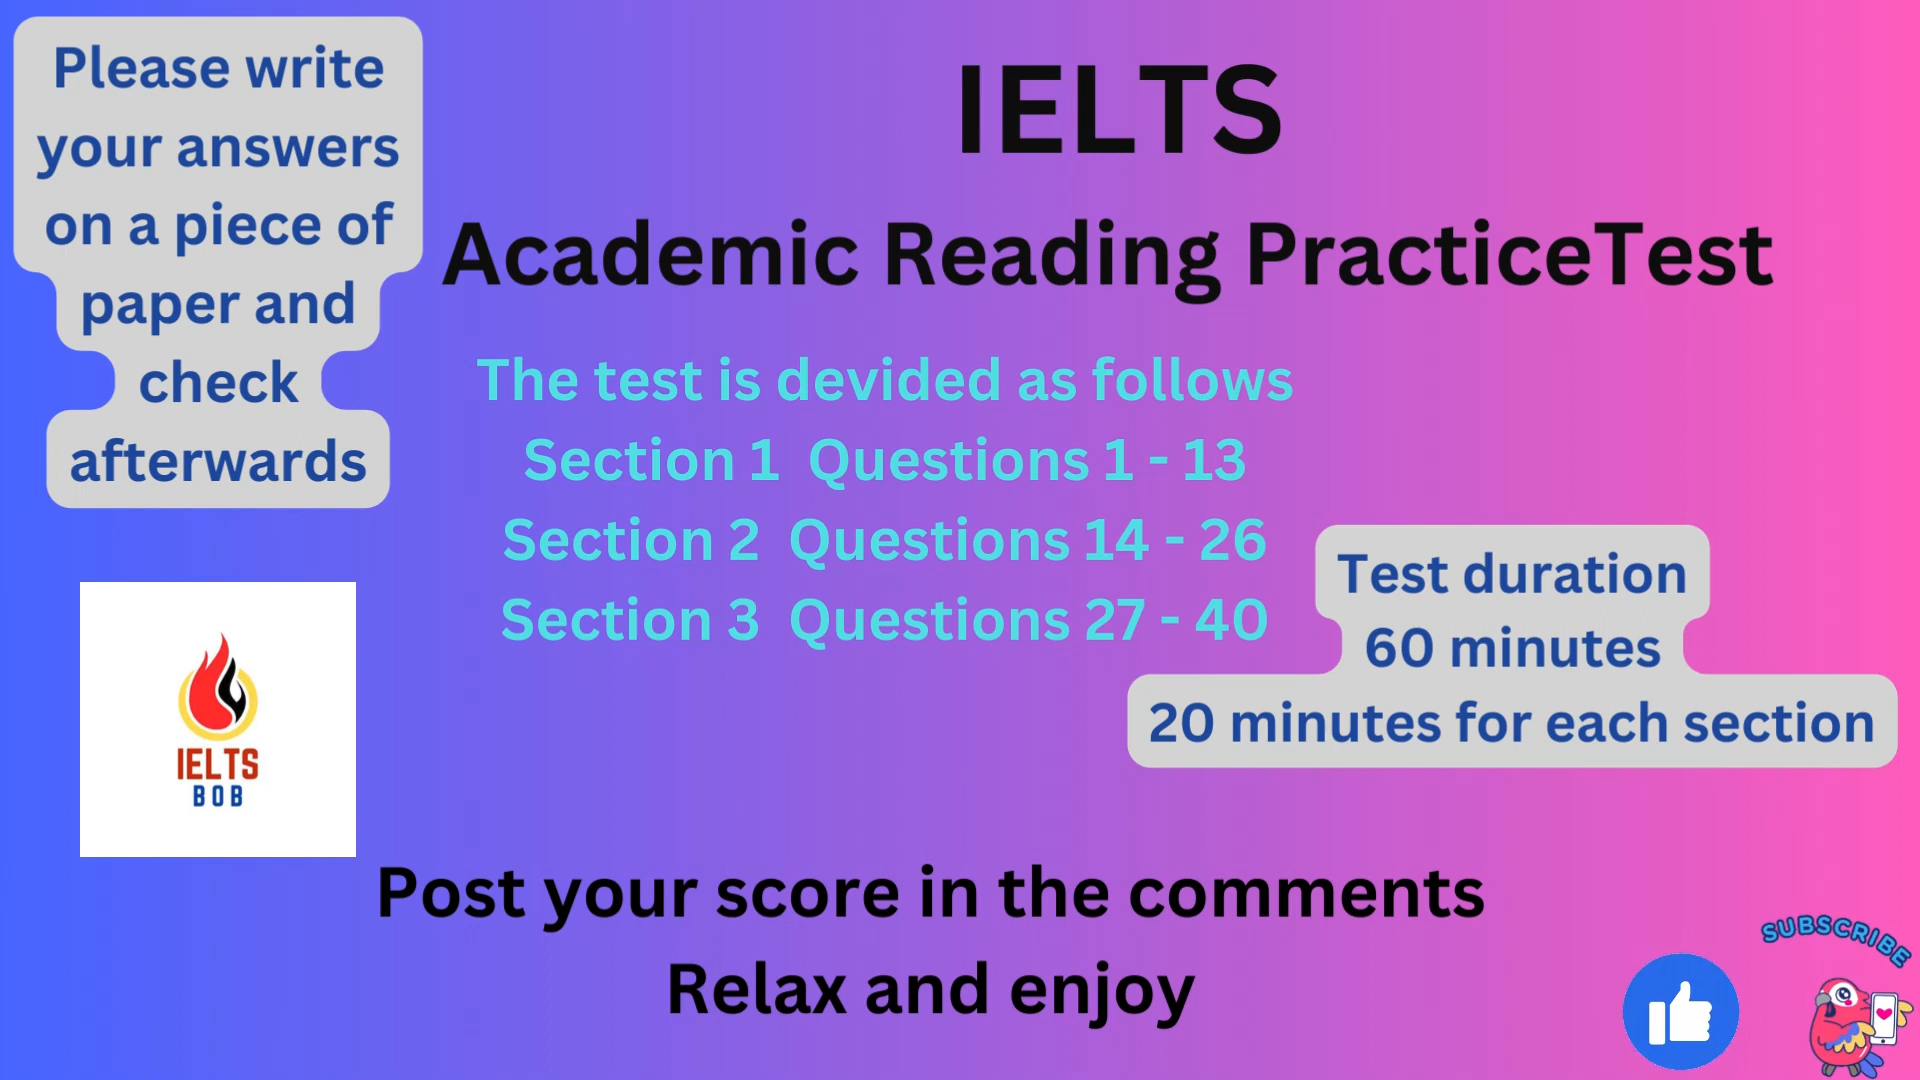 Please write
your answers
on a piece of
paper and
check
afterwards
IELTS
Academic Reading PracticeTest
The test is devided as follows
Section 1 Questions 1 - 13
Section 2 Questions 14 - 26
Section 3 Questions 27 - 40
Test duration
60 minutes
20 minutes for each section
IELTS
BOB
Post your score in the comments
Relax and enjoy
SUBSCRIBE